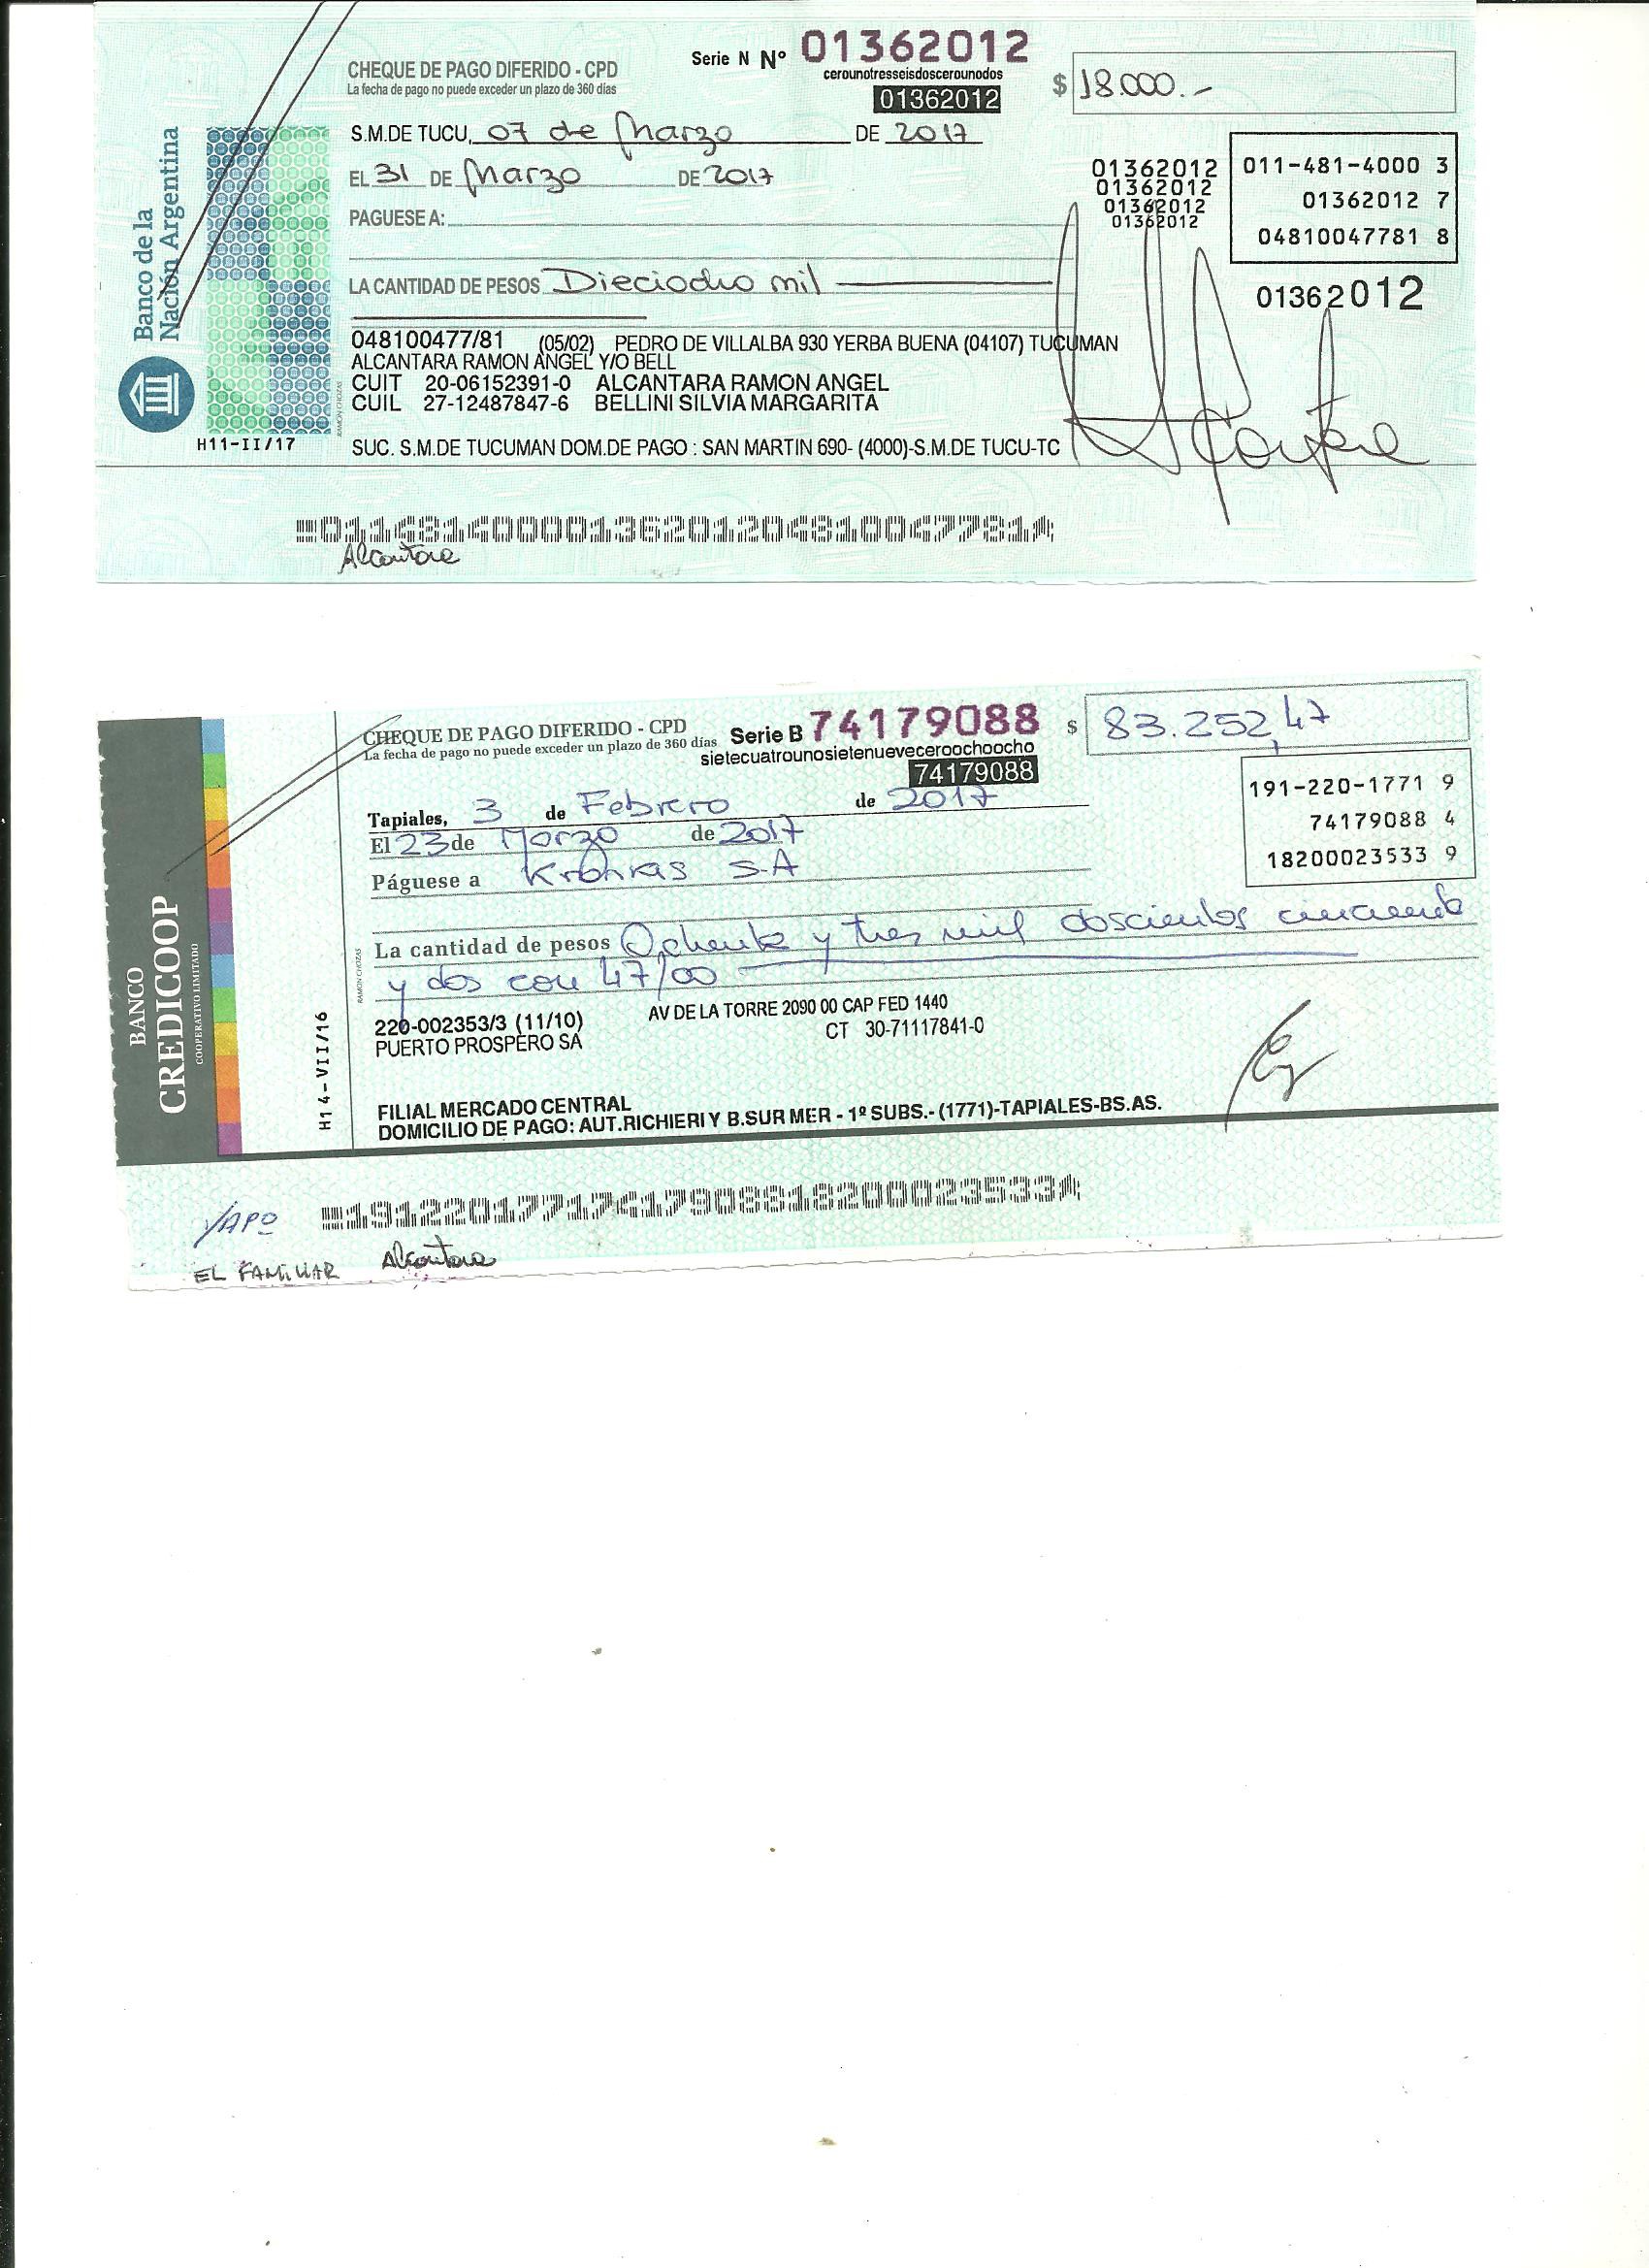 Banco de la
Nación Argentina
H11-II/17
RAMON CHOZAS
CHEQUE DE PAGO DIFERIDO - CPD
La fecha de pago no puede exceder un plazo de 360 días
Serie N Nº 01362012
cerounotresseisdoscerounodos
01362012
$ 18.000.-
S.M.DE TUCU, 07 de Marzo DE 2017
EL 31 DE Marzo DE 2017
PAGUESE A:
01362012
01362012
01362012
01362012
011-481-4000 3
01362012 7
04810047781 8
01362012
LA CANTIDAD DE PESOS Dieciocho mil
048100477/81 (05/02) PEDRO DE VILLALBA 930 YERBA BUENA (04107) TUCUMAN
ALCANTARA RAMON ANGEL Y/O BELL
CUIT 20-06152391-0 ALCANTARA RAMON ANGEL
CUIL 27-12487847-6 BELLINI SILVIA MARGARITA
SUC. S.M.DE TUCUMAN DOM.DE PAGO : SAN MARTIN 690- (4000)-S.M.DE TUCU-TC
01148140000136201204810047781
Alcantara
BANCO
CREDICOOP
COOPERATIVO LIMITADO
H14-VII/16
RAMON CHOZAS
CHEQUE DE PAGO DIFERIDO - CPD
La fecha de pago no puede exceder un plazo de 360 días
Serie B 74179088
sietecuatrounosietenueveceroochoocho
74179088
$ 83.252,47
Tapiales, 3 de Febrero de 2017
El 23 de Marzo de 2017
Páguese a Kronkas S.A
191-220-1771 9
74179088 4
18200023533 9
La cantidad de pesos Ochenta y tres mil doscientos cincuenta
y dos con 47/00
220-002353/3 (11/10) AV DE LA TORRE 2090 00 CAP FED 1440
PUERTO PROSPERO SA CT 30-71117841-0
FILIAL MERCADO CENTRAL
DOMICILIO DE PAGO: AUT.RICHIERI Y B.SUR MER - 1º SUBS.- (1771)-TAPIALES-BS.AS.
19122017717417908818200023533
YAPO
EL FAMILIAR Alcantara